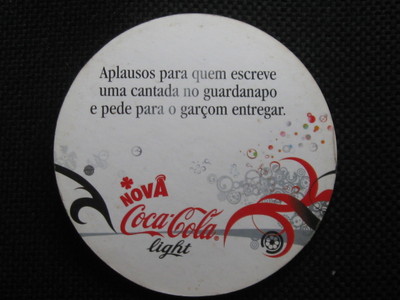 Aplausos para quem escreve
uma cantada no guardanapo
e pede para o garçom entregar.
NOVA
Coca-Cola®
light